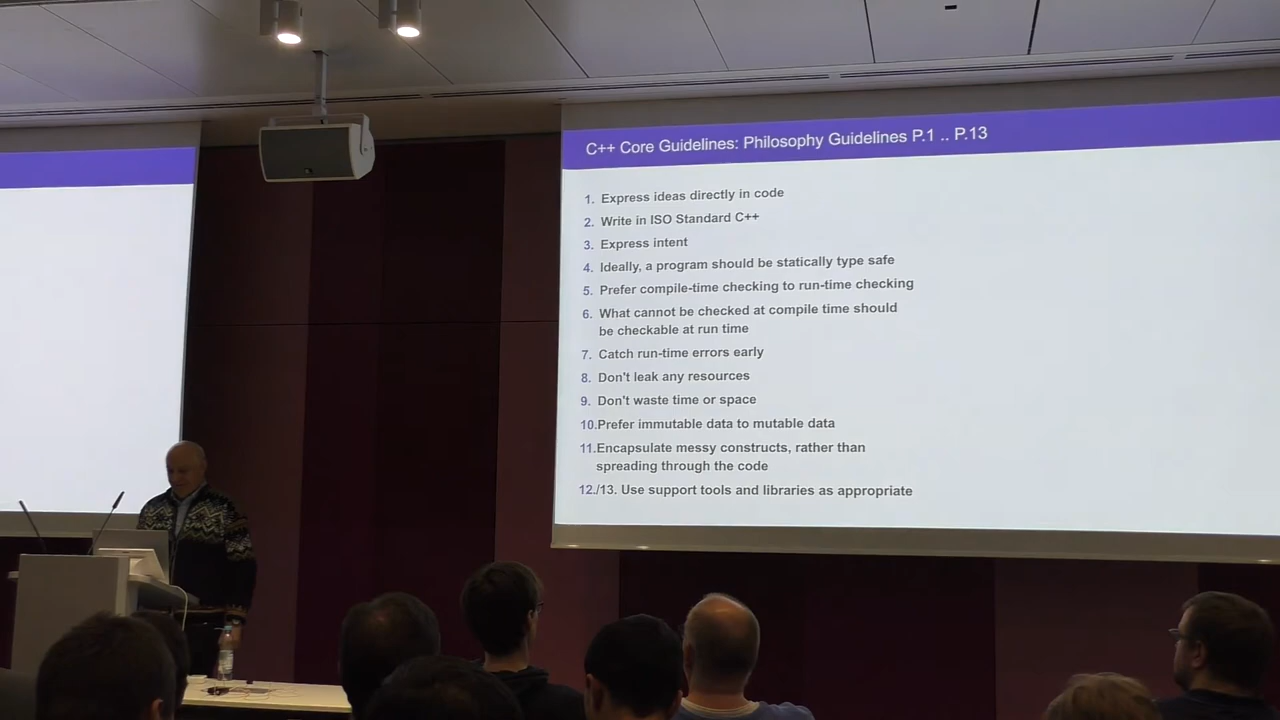 C++ Core Guidelines: Philosophy Guidelines P.1 .. P.13
1. Express ideas directly in code
2. Write in ISO Standard C++
3. Express intent
4. Ideally, a program should be statically type safe
5. Prefer compile-time checking to run-time checking
6. What cannot be checked at compile time should
be checkable at run time
7. Catch run-time errors early
8. Don't leak any resources
9. Don't waste time or space
10.Prefer immutable data to mutable data
11.Encapsulate messy constructs, rather than
spreading through the code
12./13. Use support tools and libraries as appropriate